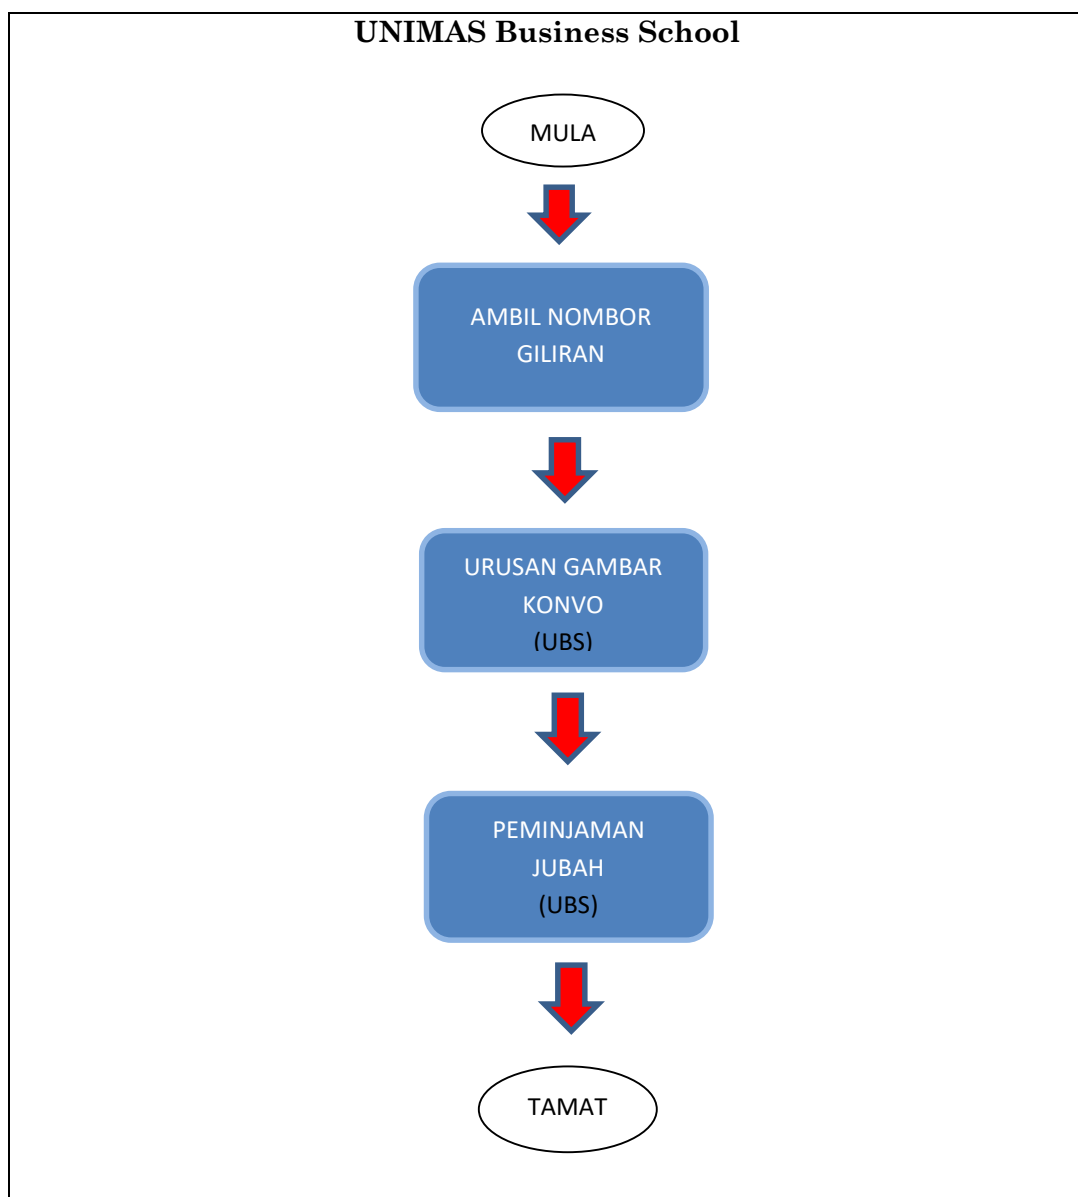 UNIMAS Business School
MULA
AMBIL NOMBOR
GILIRAN
URUSAN GAMBAR
KONVO
(UBS)
PEMINJAMAN
JUBAH
(UBS)
TAMAT